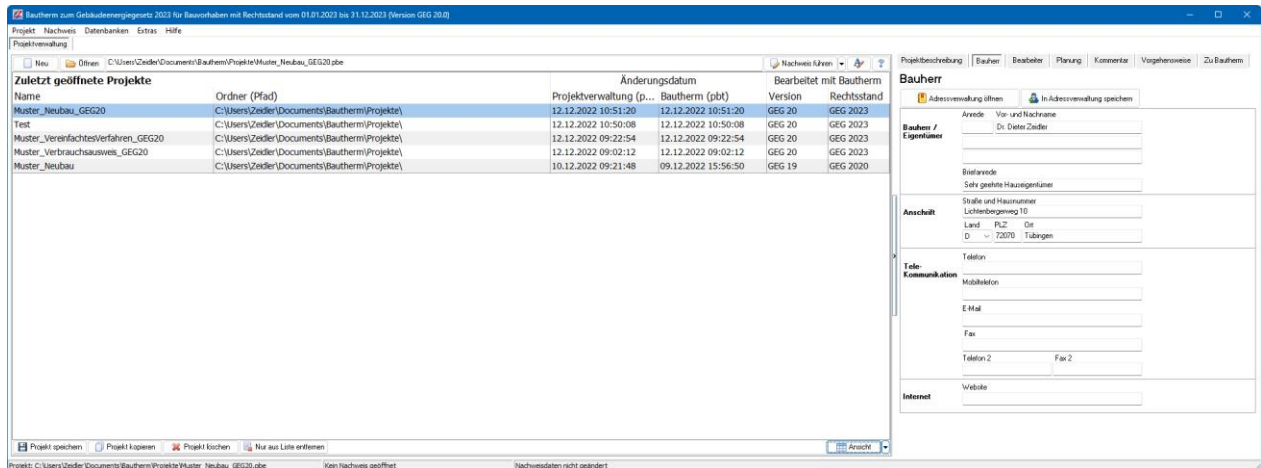 Bautherm zum Gebäudeenergiegesetz 2023 für Bauvorhaben mit Rechtsstand vom 01.01.2023 bis 31.12.2023 (Version GEG 20.0)
Projekt Nachweis Datenbanken Extras Hilfe
Projektverwaltung
Neu Öffnen C:\Users\Zeidler\Documents\Bautherm\Projekte\Muster_Neubau_GEG20.pbe Nachweis führen ?
Zuletzt geöffnete Projekte Änderungsdatum Bearbeitet mit Bautherm
Name Ordner (Pfad) Projektverwaltung (p... Bautherm (pbt) Version Rechtsstand
Muster_Neubau_GEG20 C:\Users\Zeidler\Documents\Bautherm\Projekte\ 12.12.2022 10:51:20 12.12.2022 10:51:20 GEG 20 GEG 2023
Test C:\Users\Zeidler\Documents\Bautherm\Projekte\ 12.12.2022 10:50:08 12.12.2022 10:50:08 GEG 20 GEG 2023
Muster_VereinfachtesVerfahren_GEG20 C:\Users\Zeidler\Documents\Bautherm\Projekte\ 12.12.2022 09:22:54 12.12.2022 09:22:54 GEG 20 GEG 2023
Muster_Verbrauchsausweis_GEG20 C:\Users\Zeidler\Documents\Bautherm\Projekte\ 12.12.2022 09:02:12 12.12.2022 09:02:12 GEG 20 GEG 2023
Muster_Neubau C:\Users\Zeidler\Documents\Bautherm\Projekte\ 10.12.2022 09:21:48 09.12.2022 15:56:50 GEG 19 GEG 2020
Projekt speichern Projekt kopieren Projekt löschen Nur aus Liste entfernen Ansicht
Projekt: C:\Users\Zeidler\Documents\Bautherm\Projekte\Muster_Neubau_GEG20.pbe Kein Nachweis geöffnet Nachweisdaten nicht geändert
Projektbeschreibung Bauherr Bearbeiter Planung Kommentar Vorgehensweise Zu Bautherm
Bauherr
Adressverwaltung öffnen In Adressverwaltung speichern
Anrede Vor- und Nachname
Bauherr / Eigentümer
Dr. Dieter Zeidler
Briefanrede
Sehr geehrte Hauseigentümer
Straße und Hausnummer
Anschrift Lichtenbergerweg 10
Land PLZ Ort
D 72070 Tübingen
Telefon
Tele-
Kommunikation
Mobiltelefon
E-Mail
Fax
Telefon 2 Fax 2
Website
Internet